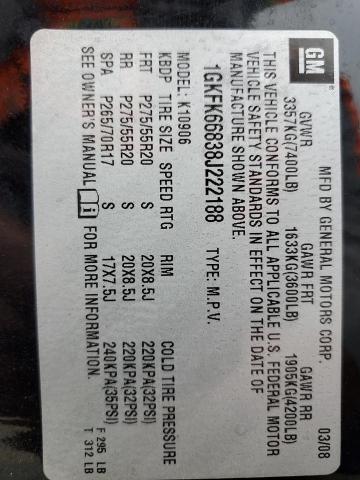 GM
MFD BY GENERAL MOTORS CORP. 03/08
GVWR GAWR FRT GAWR RR
3357KG(7400LB) 1633KG(3600LB) 1905KG(4200LB)
THIS VEHICLE CONFORMS TO ALL APPLICABLE U.S. FEDERAL MOTOR
VEHICLE SAFETY STANDARDS IN EFFECT ON THE DATE OF
MANUFACTURE SHOWN ABOVE.
1GKFK66838J222188 TYPE: M.P.V.
MODEL: K10906
KBDP TIRE SIZE SPEED RTG RIM COLD TIRE PRESSURE
FRT P275/55R20 S 20X8.5J 220KPA(32PSI)
RR P275/55R20 S 20X8.5J 220KPA(32PSI)
SPA P265/70R17 S 17X7.5J 240KPA(35PSI)
SEE OWNER'S MANUAL i FOR MORE INFORMATION.
F 295 LB
T 312 LB